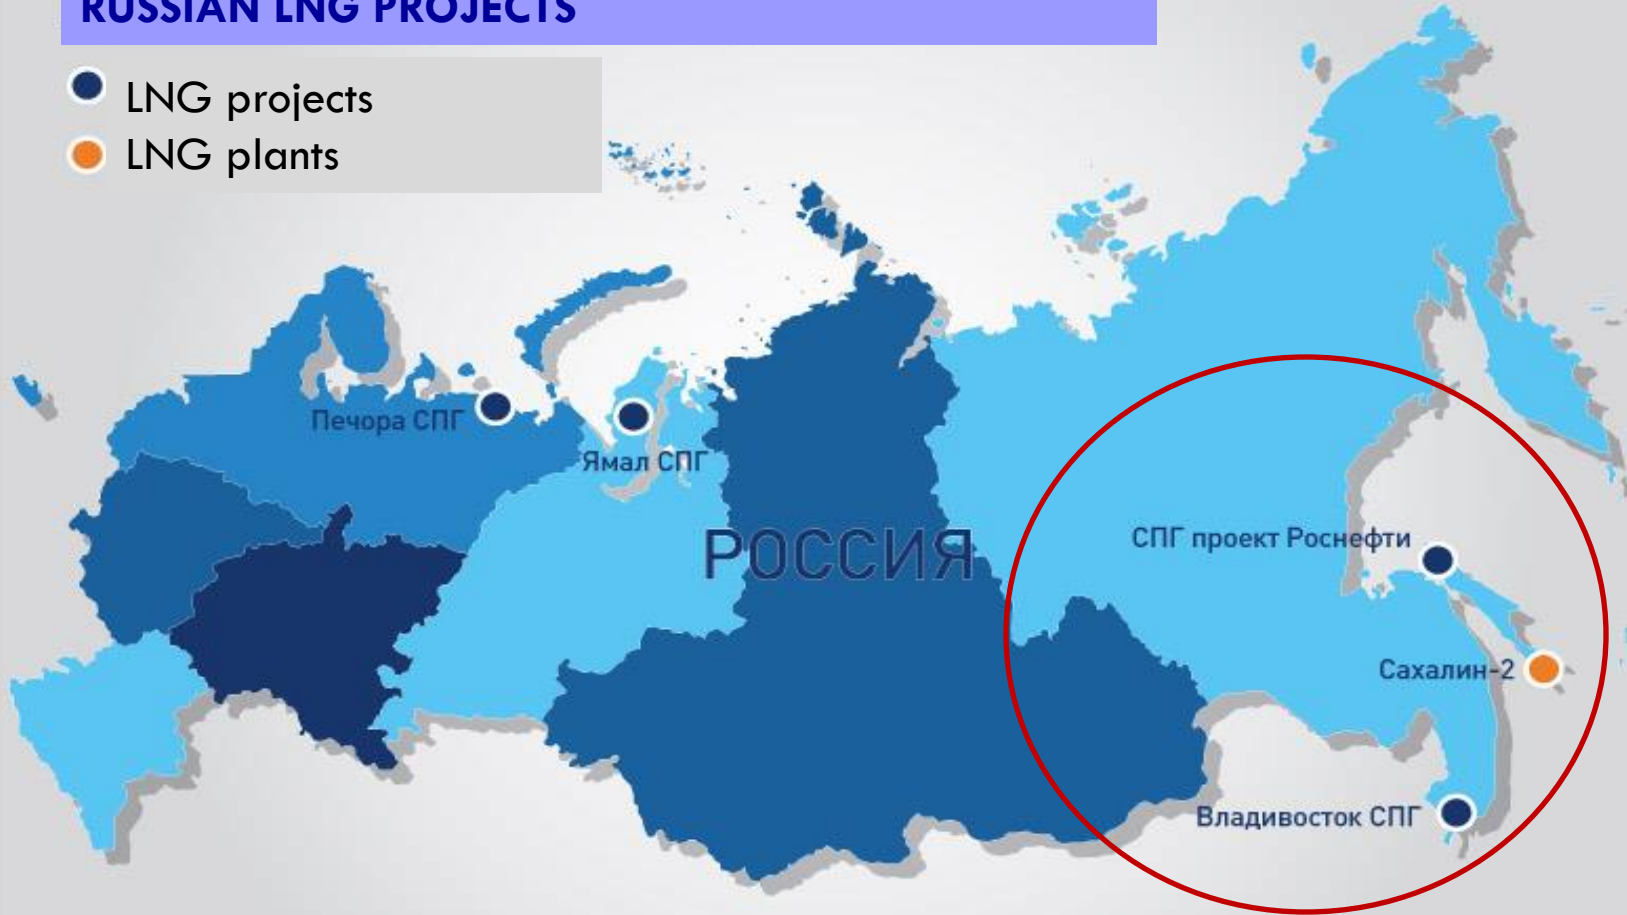 RUSSIAN LNG PROJECTS
LNG projects
LNG plants
Печора СПГ
Ямал СПГ
РОССИЯ
СПГ проект Роснефти
Сахалин-2
Владивосток СПГ